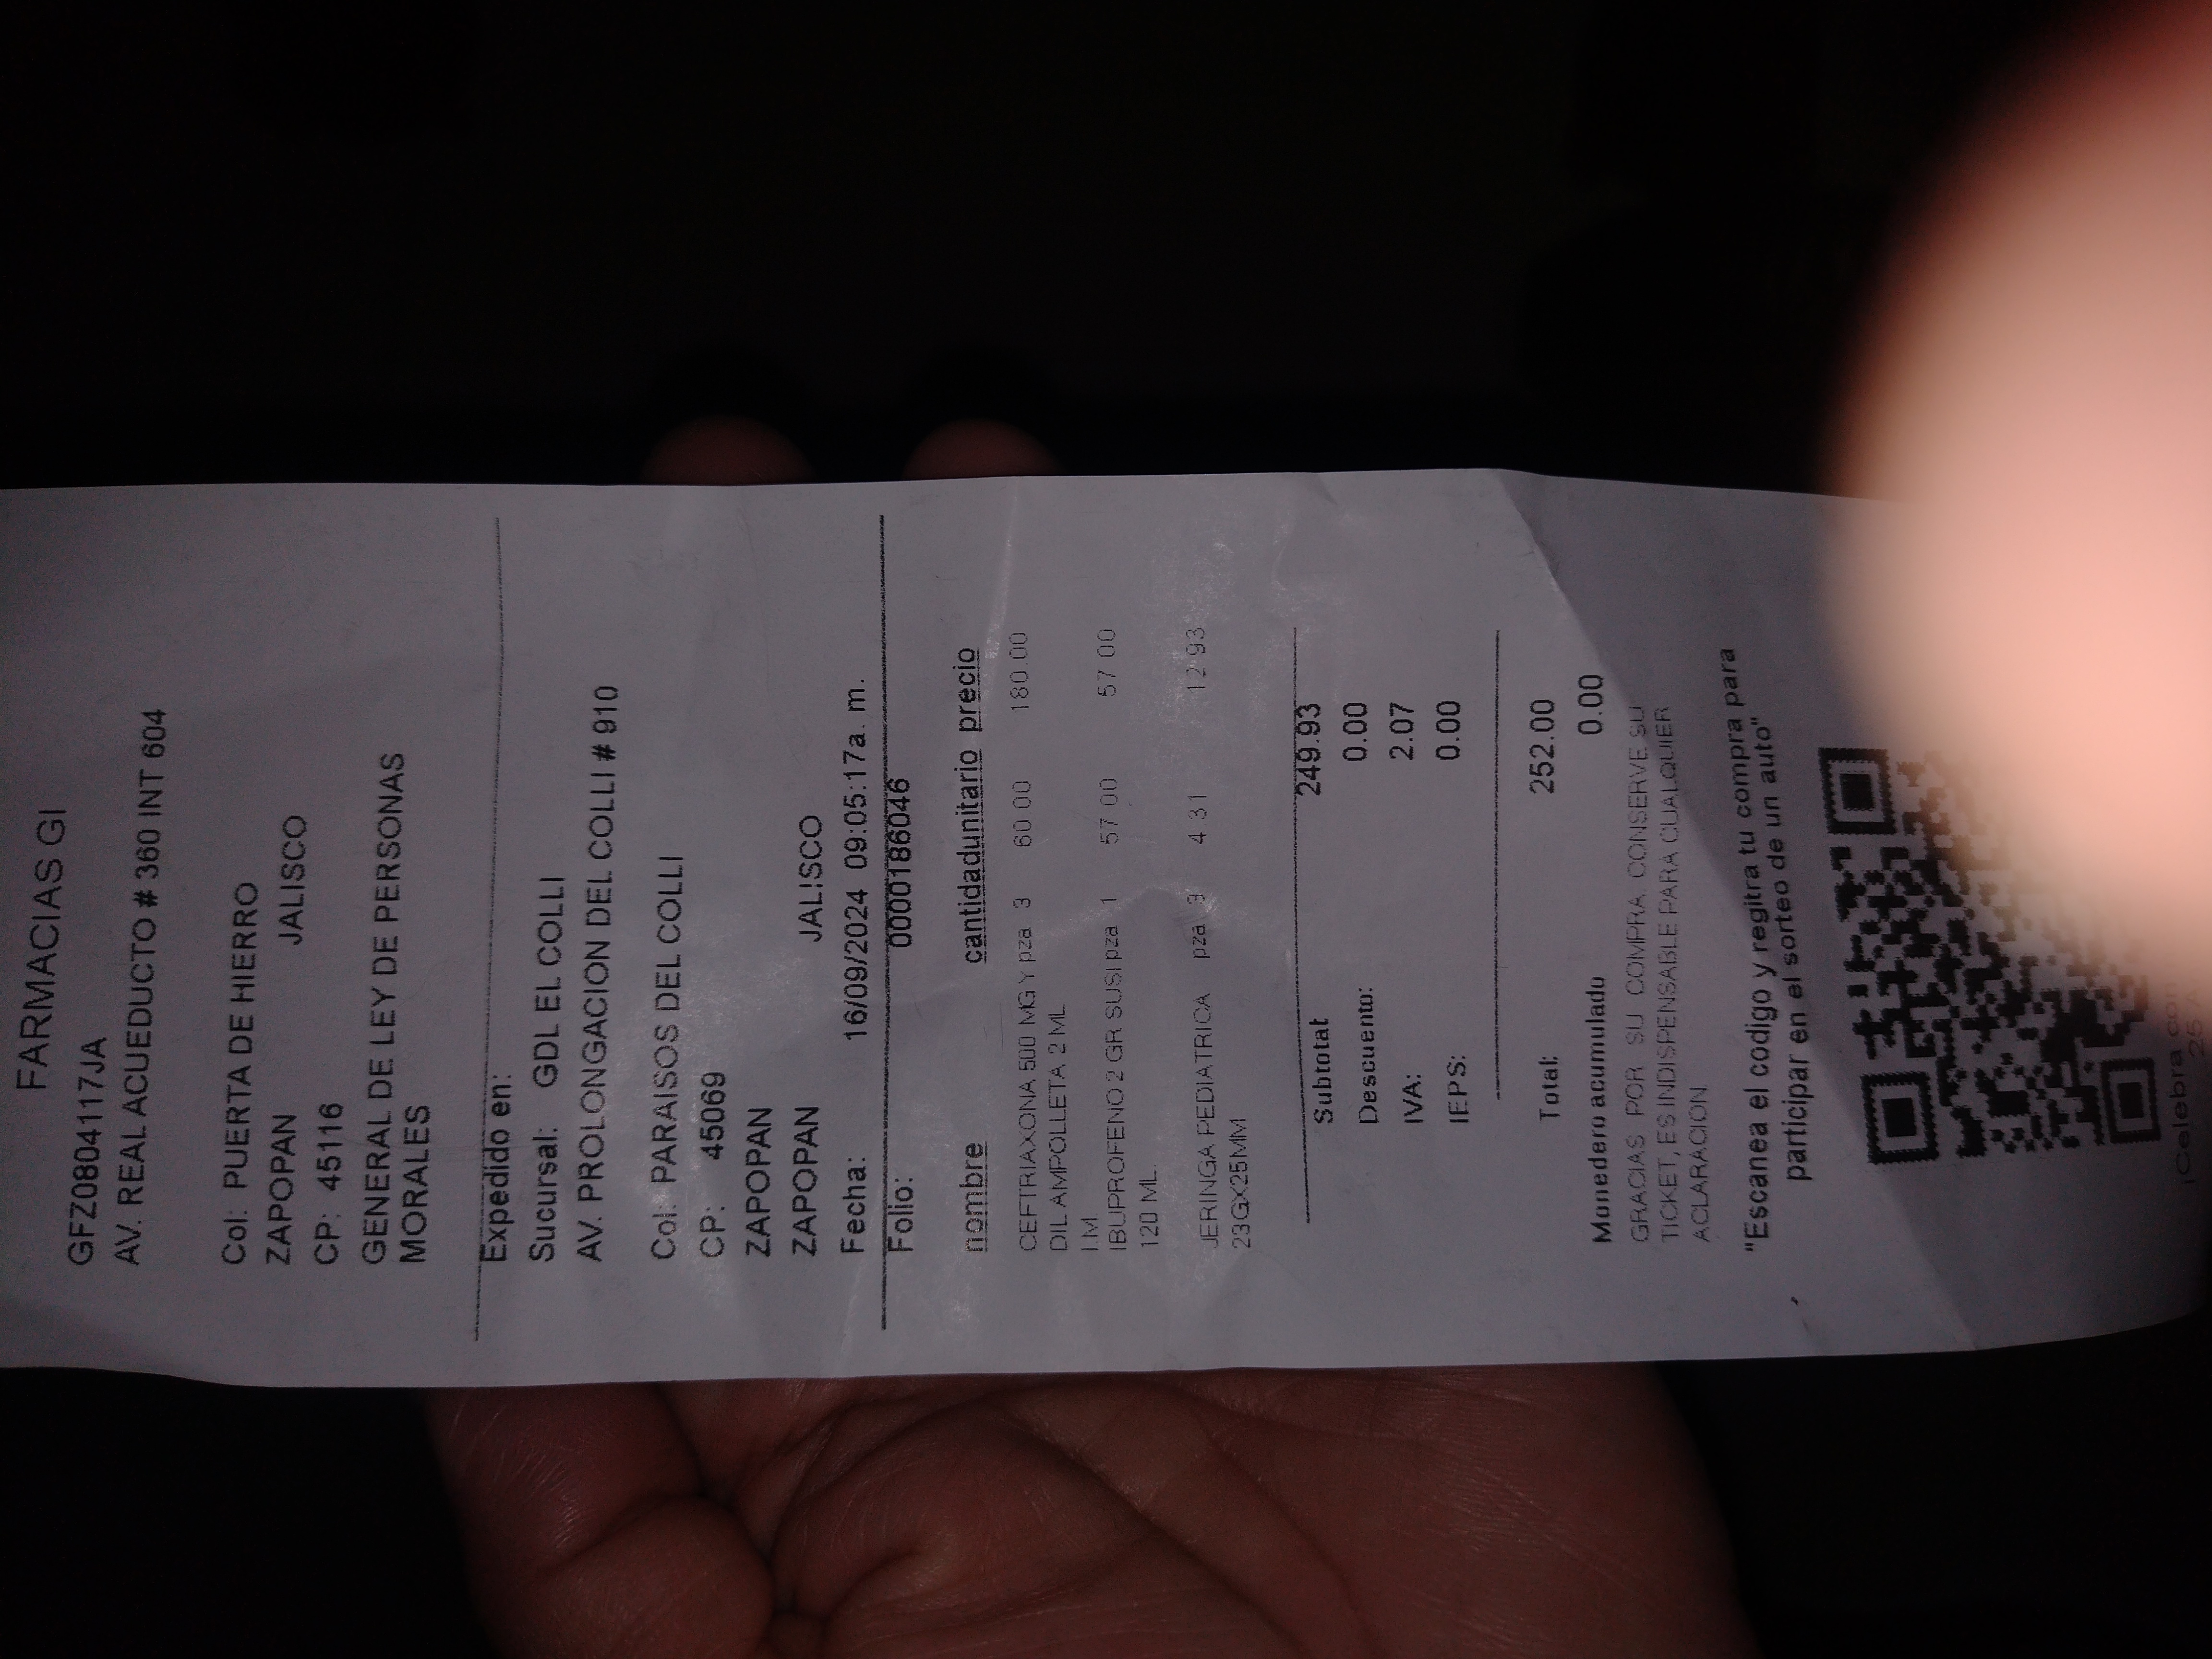 FARMACIAS GI
GFZ0804117JA
AV. REAL ACUEDUCTO # 360 INT 604
Col: PUERTA DE HIERRO
ZAPOPAN JALISCO
CP: 45116
GENERAL DE LEY DE PERSONAS
MORALES
Expedido en:
Sucursal: GDL EL COLLI
AV. PROLONGACION DEL COLLI # 910
Col: PARAISOS DEL COLLI
CP: 45069
ZAPOPAN
ZAPOPAN JALISCO
Fecha: 16/09/2024 09:05:17a. m.
Folio: 0000186046
nombre cantidadunitario precio
CEFTRIAXONA 500 MG Y pza 3 60.00 180.00
DIL AMPOLLETA 2 ML
I.M
IBUPROFENO 2 GR SUSI pza 1 57.00 57.00
120 ML.
JERINGA PEDIATRICA pza 3 4.31 12.93
23GX25MM
Subtotal 249.93
Descuento: 0.00
IVA: 2.07
IEPS: 0.00
Total: 252.00
Monedero acumulado 0.00
GRACIAS POR SU COMPRA CONSERVE SU
TICKET, ES INDISPENSABLE PARA CUALQUIER
ACLARACION.
"Escanea el codigo y regitra tu compra para
participar en el sorteo de un auto"